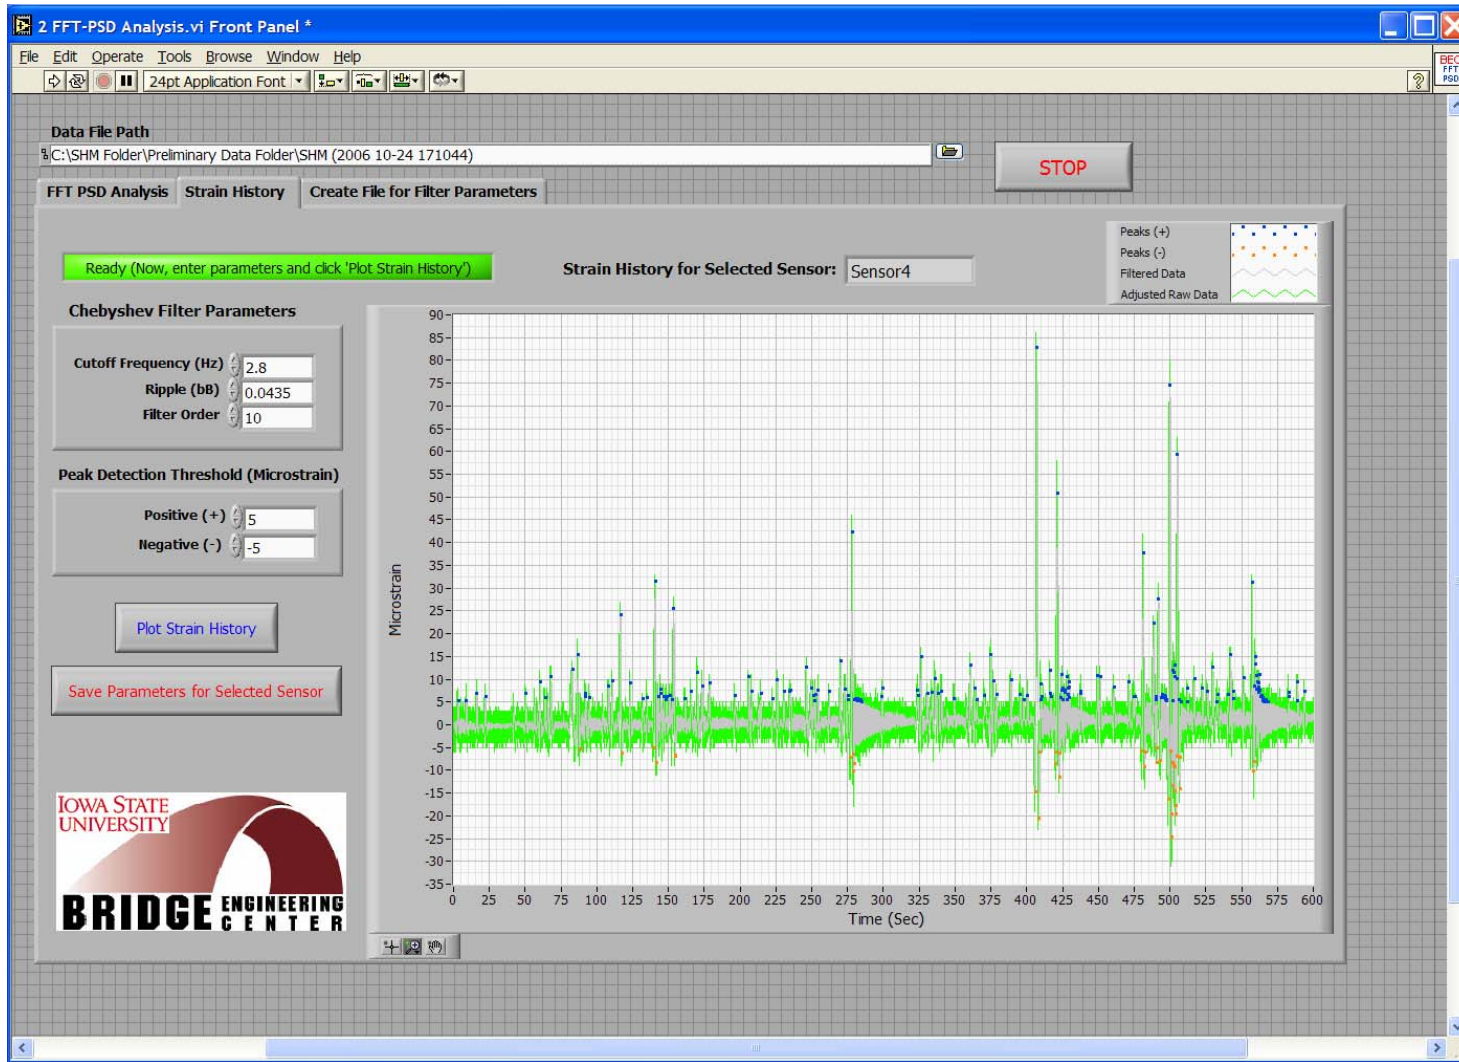 2 FFT-PSD Analysis.vi Front Panel *
File Edit Operate Tools Browse Window Help
24pt Application Font
?
BEC
FFT
PSD
Data File Path
C:\SHM Folder\Preliminary Data Folder\SHM (2006 10-24 171044)
STOP
FFT PSD Analysis Strain History Create File for Filter Parameters
Ready (Now, enter parameters and click 'Plot Strain History')
Strain History for Selected Sensor: Sensor4
Peaks (+)
Peaks (-)
Filtered Data
Adjusted Raw Data
Chebyshev Filter Parameters
Cutoff Frequency (Hz) 2.8
Ripple (bB) 0.0435
Filter Order 10
Peak Detection Threshold (Microstrain)
Positive (+) 5
Negative (-) -5
Plot Strain History
Save Parameters for Selected Sensor
IOWA STATE
UNIVERSITY
BRIDGE ENGINEERING
CENTER
Microstrain
90
85
80
75
70
65
60
55
50
45
40
35
30
25
20
15
10
5
0
-5
-10
-15
-20
-25
-30
-35
0 25 50 75 100 125 150 175 200 225 250 275 300 325 350 375 400 425 450 475 500 525 550 575 600
Time (Sec)